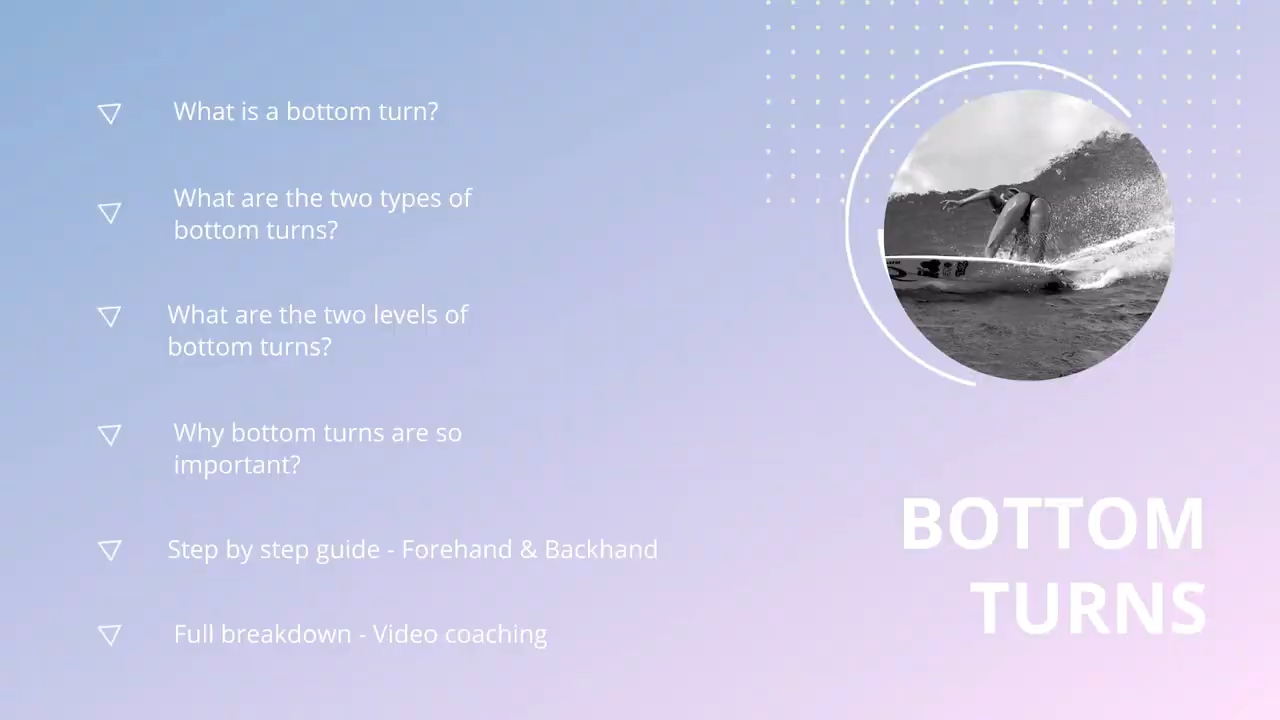 What is a bottom turn?
What are the two types of
bottom turns?
What are the two levels of
bottom turns?
Why bottom turns are so
important?
Step by step guide - Forehand & Backhand
Full breakdown - Video coaching
BOTTOM
TURNS